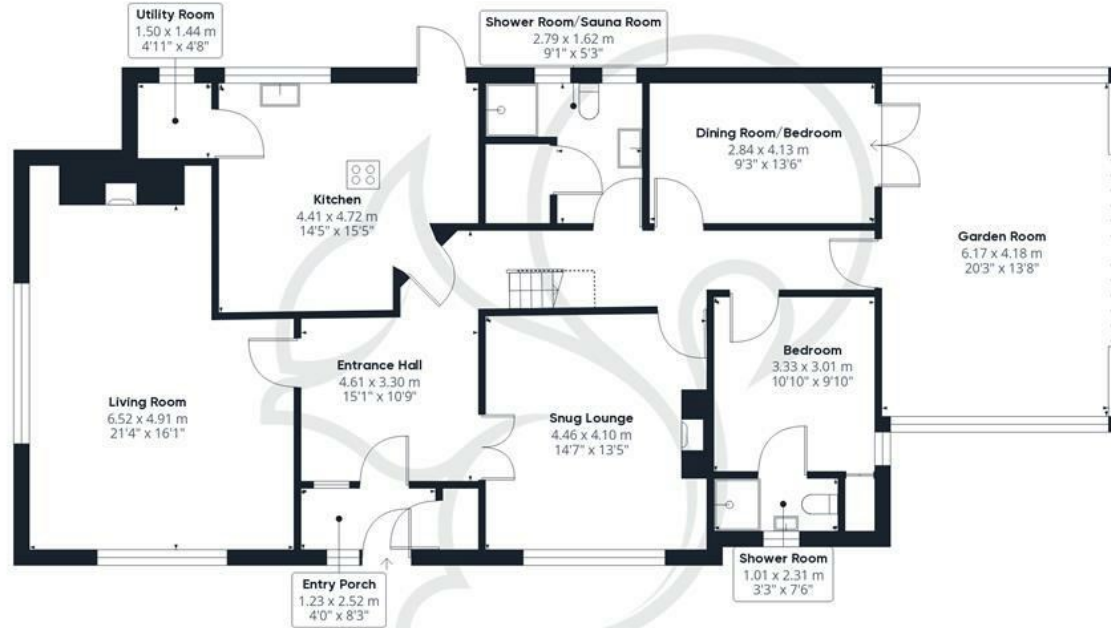 Utility Room
1.50 x 1.44 m
4'11" x 4'8"
Shower Room/Sauna Room
2.79 x 1.62 m
9'1" x 5'3"
Dining Room/Bedroom
2.84 x 4.13 m
9'3" x 13'6"
Kitchen
4.41 x 4.72 m
14'5" x 15'5"
Garden Room
6.17 x 4.18 m
20'3" x 13'8"
Entrance Hall
4.61 x 3.30 m
15'1" x 10'9"
Bedroom
3.33 x 3.01 m
10'10" x 9'10"
Living Room
6.52 x 4.91 m
21'4" x 16'1"
Snug Lounge
4.46 x 4.10 m
14'7" x 13'5"
Entry Porch
1.23 x 2.52 m
4'0" x 8'3"
Shower Room
1.01 x 2.31 m
3'3" x 7'6"